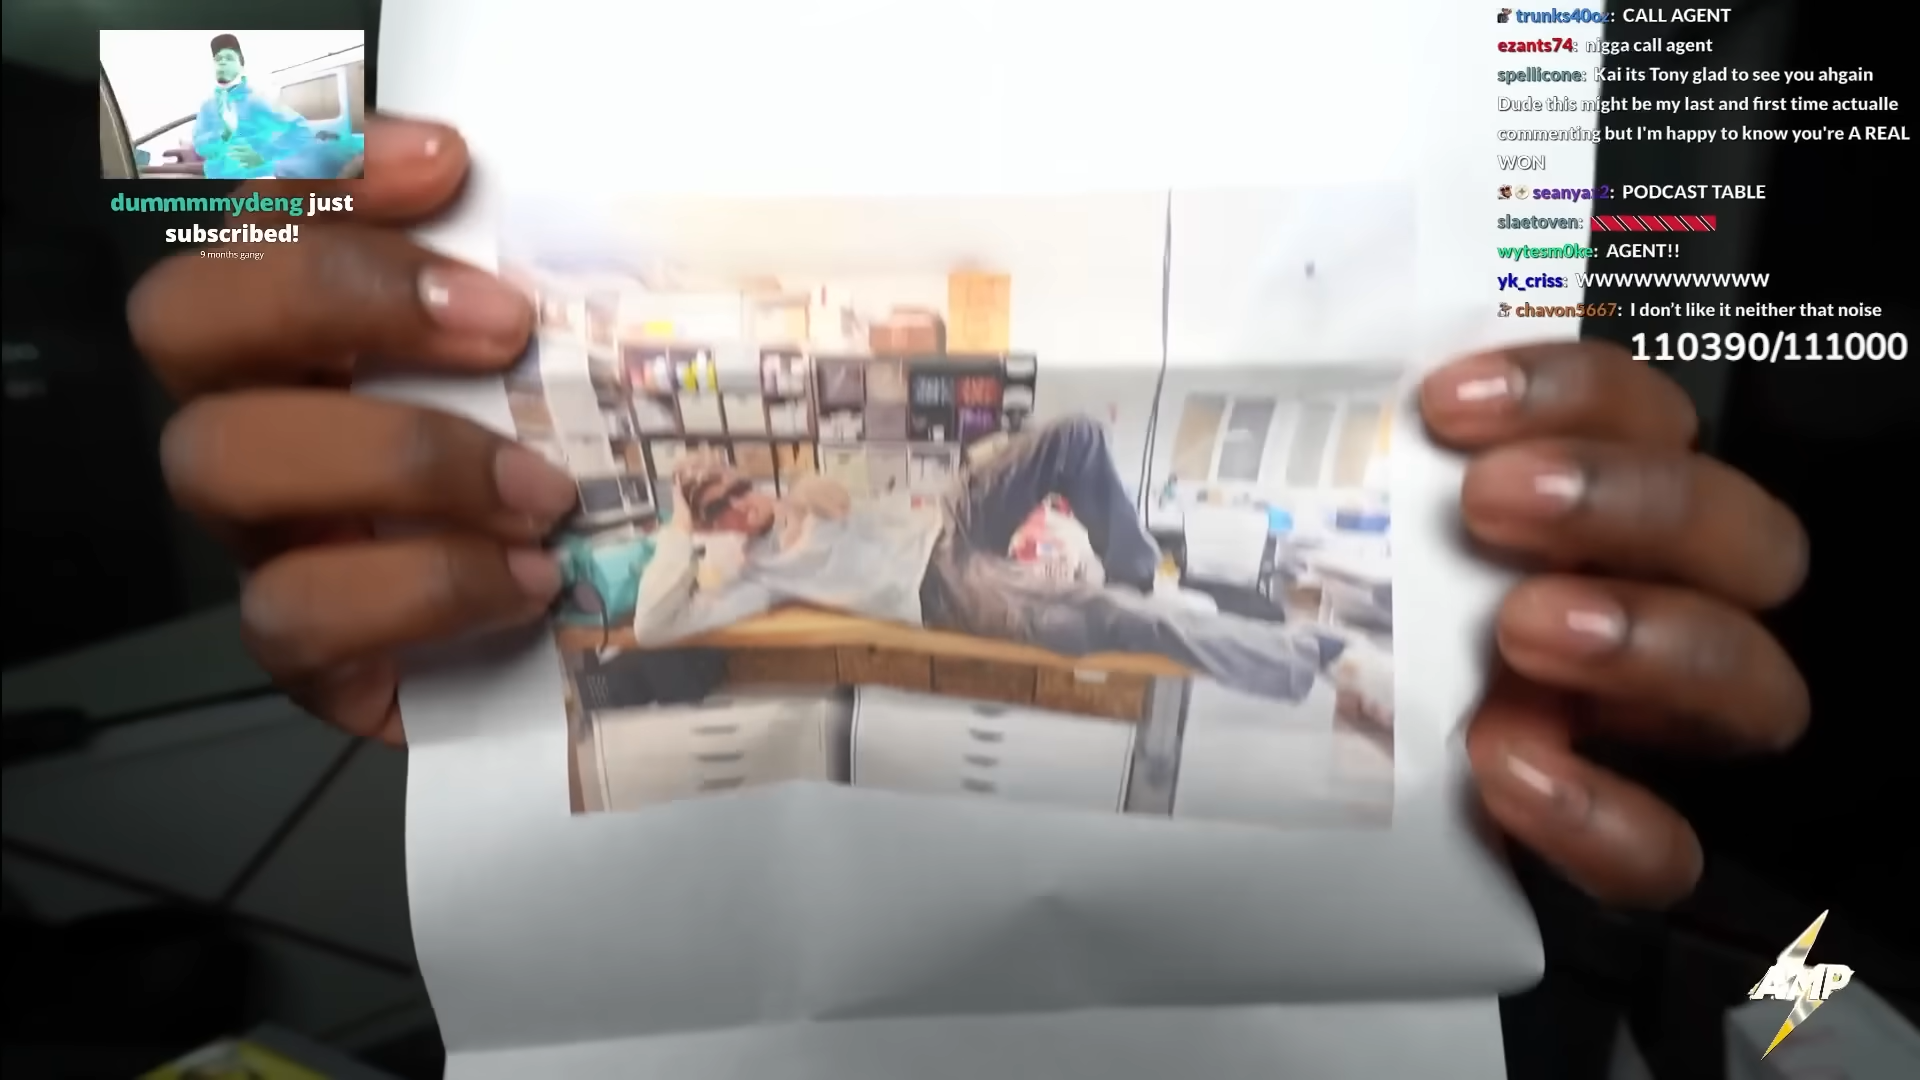 dummmmydeng just
subscribed!
9 months gangy
trunks40oz: CALL AGENT
ezants74: nigga call agent
spellicone: Kai its Tony glad to see you ahgain
Dude this might be my last and first time actualle
commenting but I'm happy to know you're A REAL
WON
seanyax2: PODCAST TABLE
slaetoven:
wytesm0ke: AGENT!!
yk_criss: WWWWWWWWWW
chavon5667: I don't like it neither that noise
110390/111000
AMP